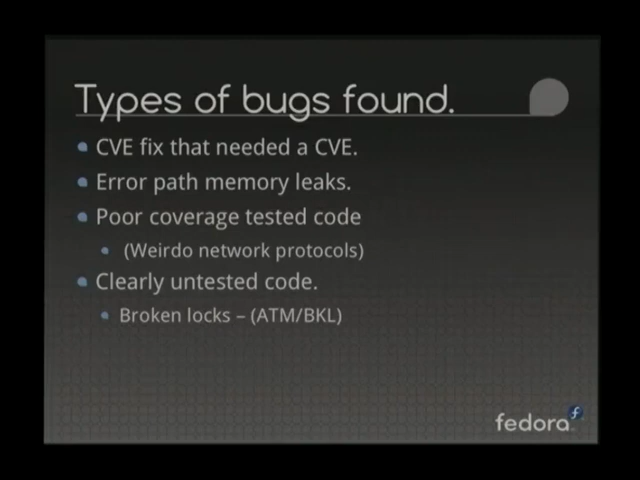 Types of bugs found.
CVE fix that needed a CVE.
Error path memory leaks.
Poor coverage tested code
(Weirdo network protocols)
Clearly untested code.
Broken locks – (ATM/BKL)
fedora